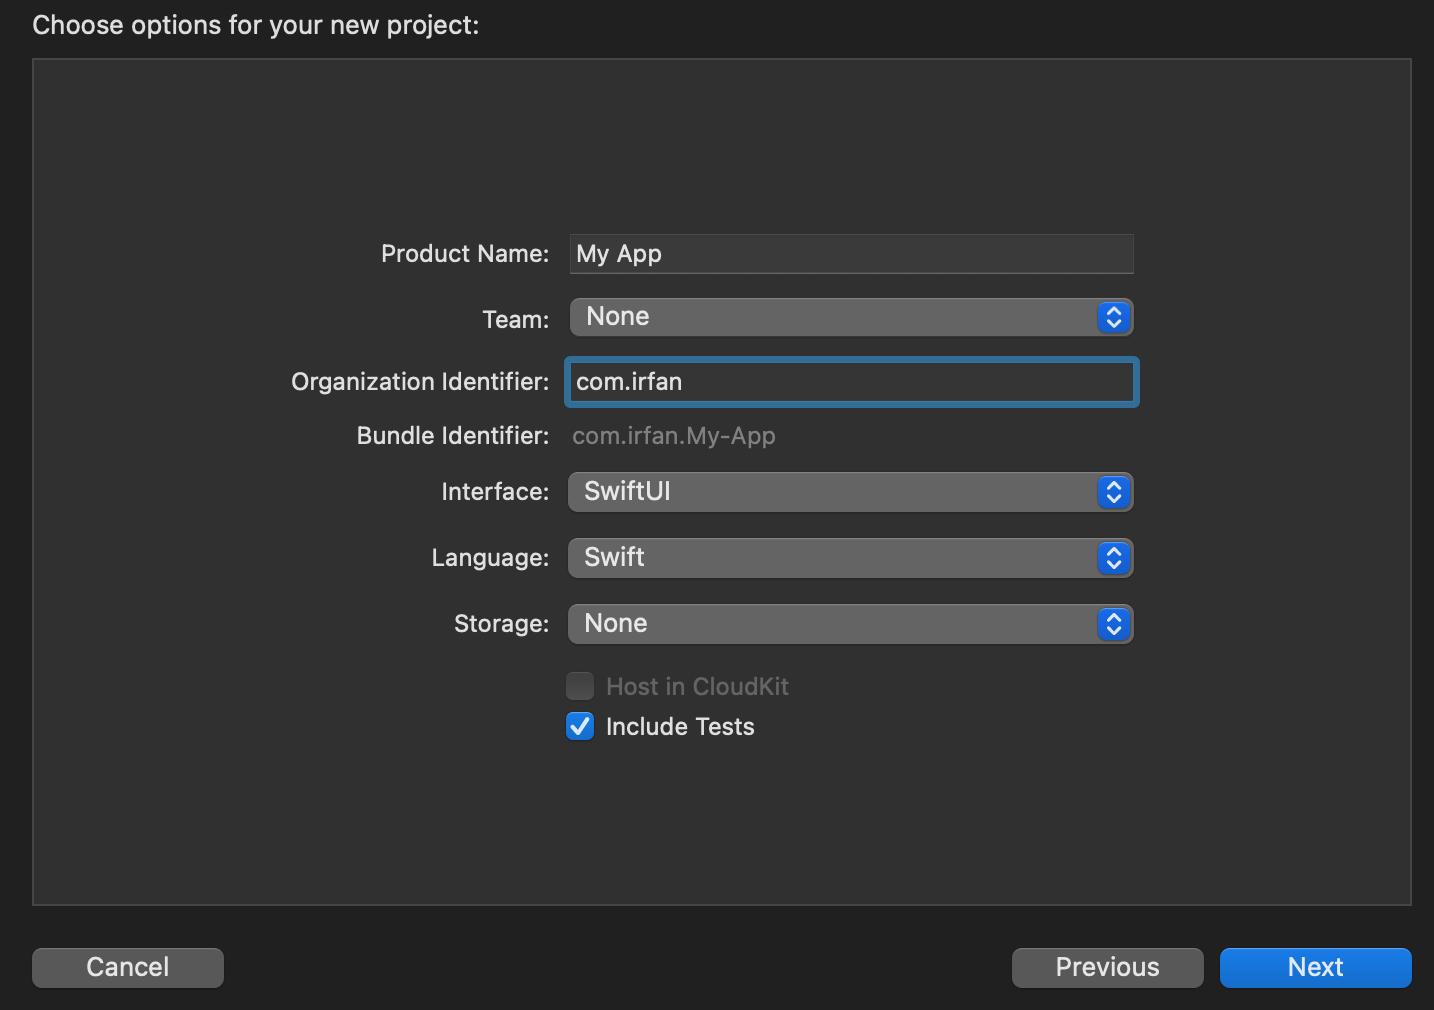 Choose options for your new project:
Product Name: My App
Team: None
Organization Identifier: com.irfan
Bundle Identifier: com.irfan.My-App
Interface: SwiftUI
Language: Swift
Storage: None
Host in CloudKit
Include Tests
Cancel Previous Next